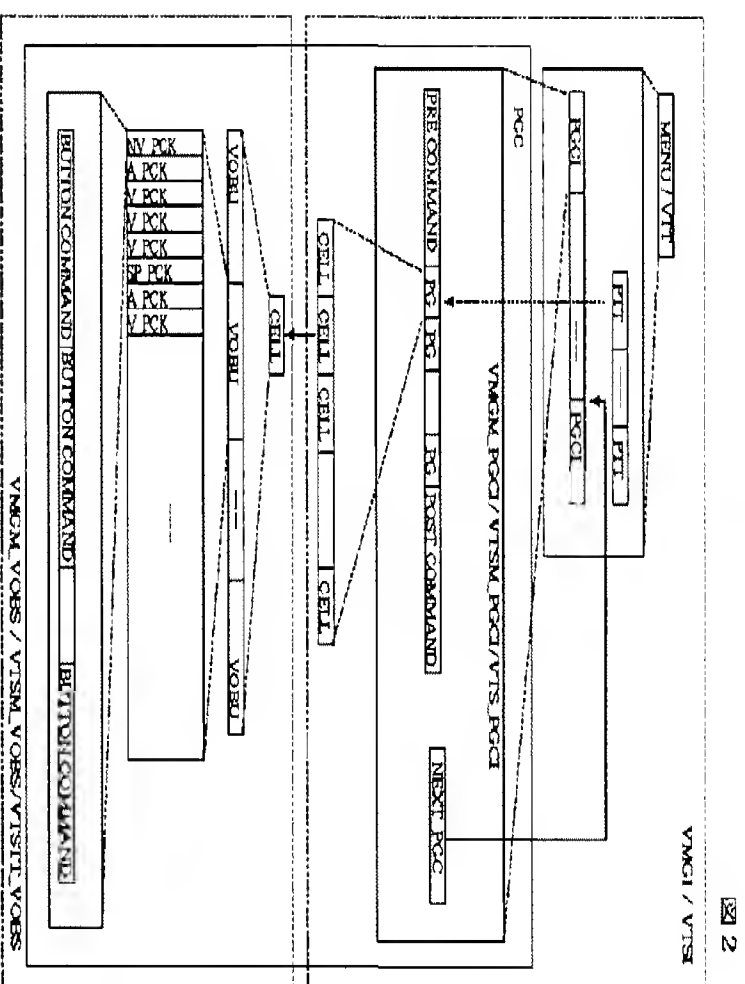 図2
VMGI / VTSI
MENU / VTT
PTT ―― PTT
PGCI ―― PGCI
PGC
VMGM_PGCI / VTSM_PGCI/VTS_PGCI
PRE COMMAND PG PG PG POST COMMAND NEXT_PGC
CELL CELL CELL CELL
CELL
VOBU VOBU ―― VOBU
NV_PCK
A_PCK
V_PCK
V_PCK
V_PCK
SP_PCK
A_PCK
V_PCK
BUTTON COMMAND BUTTON COMMAND BUTTON COMMAND
VMGM_VOBS / VTSM_VOBS/VTSTT_VOBS